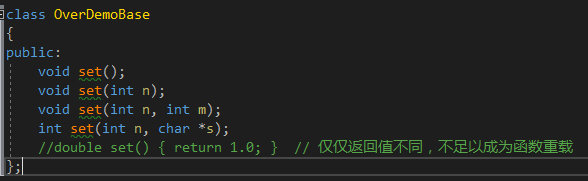 class OverDemoBase
{
public:
    void set();
    void set(int n);
    void set(int n, int m);
    int set(int n, char *s);
    //double set() { return 1.0; }  // 仅仅返回值不同，不足以成为函数重载
};